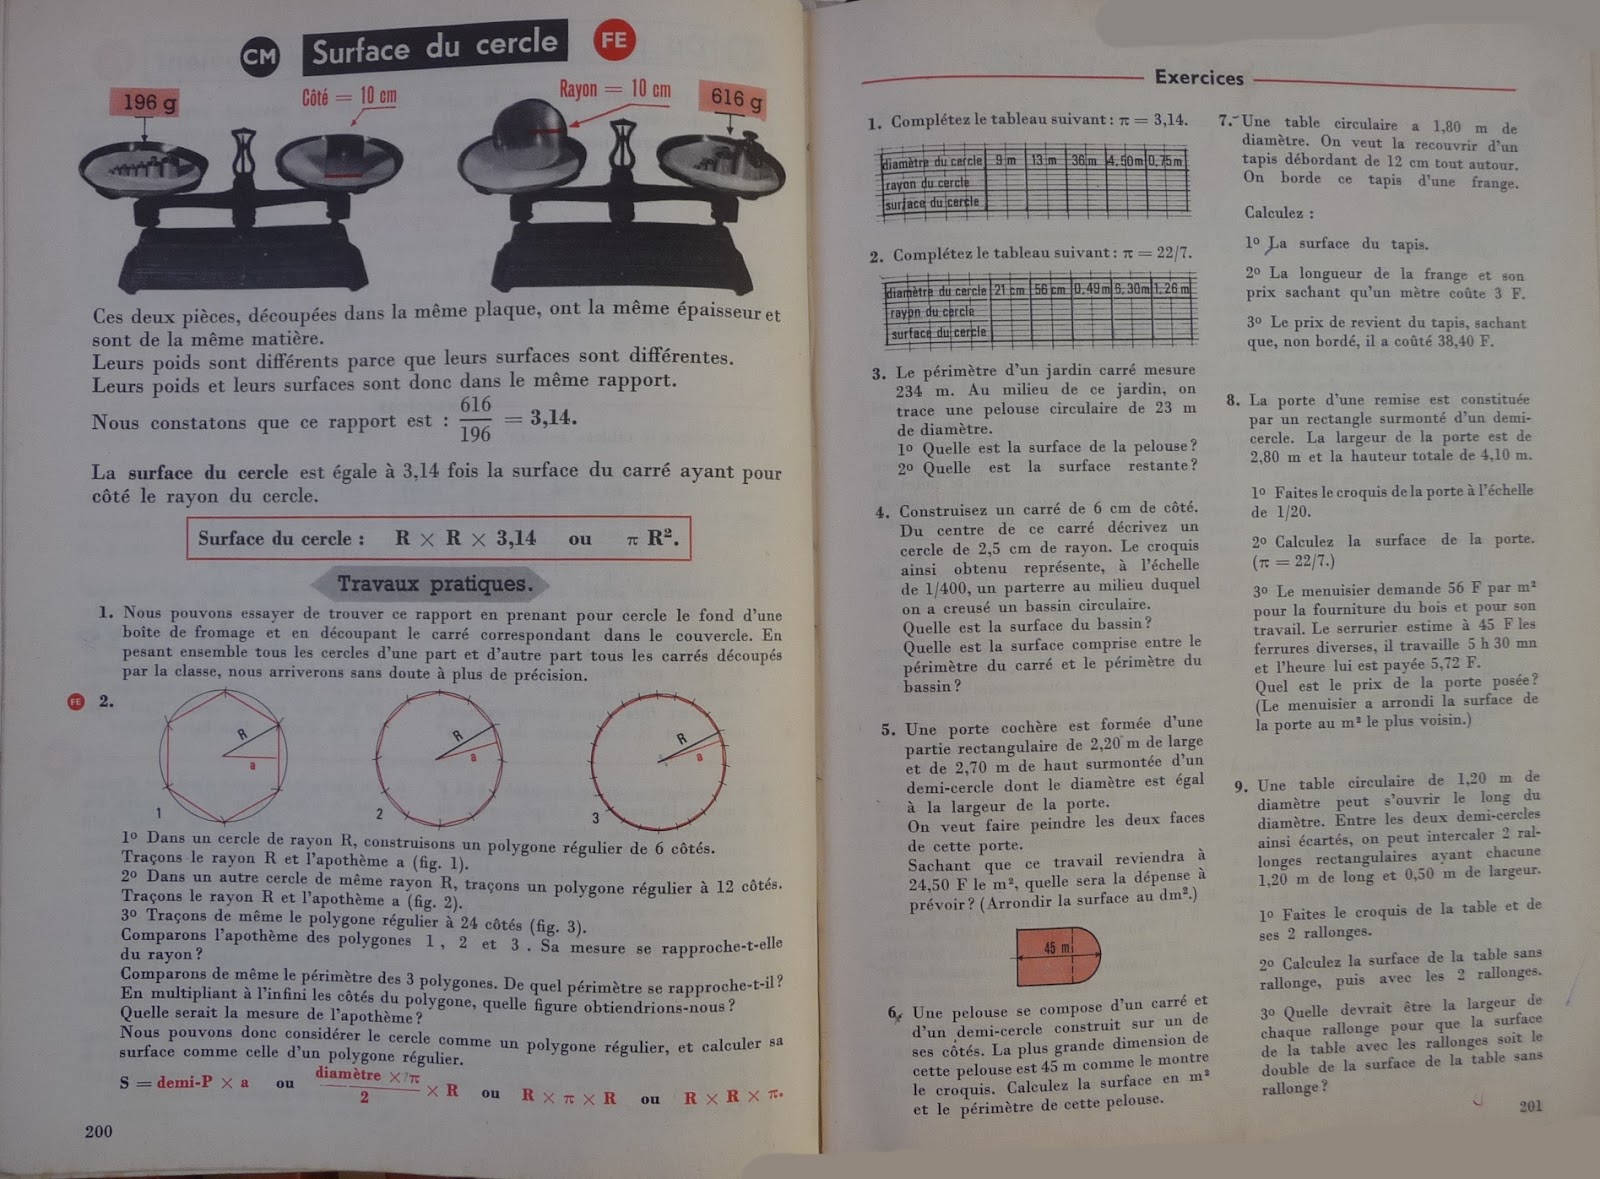 CM Surface du cercle FE
196 g
Côté = 10 cm
Rayon = 10 cm
616 g
Ces deux pièces, découpées dans la même plaque, ont la même épaisseur et
sont de la même matière.
Leurs poids sont différents parce que leurs surfaces sont différentes.
Leurs poids et leurs surfaces sont donc dans le même rapport.
Nous constatons que ce rapport est : 616/196 = 3,14.
La surface du cercle est égale à 3,14 fois la surface du carré ayant pour
côté le rayon du cercle.
Surface du cercle : R × R × 3,14 ou π R².
Travaux pratiques.
1. Nous pouvons essayer de trouver ce rapport en prenant pour cercle le fond d'une
boîte de fromage et en découpant le carré correspondant dans le couvercle. En
pesant ensemble tous les cercles d'une part et d'autre part tous les carrés découpés
par la classe, nous arriverons sans doute à plus de précision.
FE 2.
R a 1
R a 2
R a 3
1º Dans un cercle de rayon R, construisons un polygone régulier de 6 côtés.
Traçons le rayon R et l'apothème a (fig. 1).
2º Dans un autre cercle de même rayon R, traçons un polygone régulier à 12 côtés.
Traçons le rayon R et l'apothème a (fig. 2).
3º Traçons de même le polygone régulier à 24 côtés (fig. 3).
Comparons l'apothème des polygones 1, 2 et 3. Sa mesure se rapproche-t-elle
du rayon ?
Comparons de même le périmètre des 3 polygones. De quel périmètre se rapproche-t-il ?
En multipliant à l'infini les côtés du polygone, quelle figure obtiendrions-nous ?
Quelle serait la mesure de l'apothème ?
Nous pouvons donc considérer le cercle comme un polygone régulier, et calculer sa
surface comme celle d'un polygone régulier.
S = demi-P × a ou diamètre × π/2 × R ou R × π × R ou R × R × π.
200
Exercices
1. Complétez le tableau suivant : π = 3,14.
diamètre du cercle 9 m 13 m 36 m 4,50 m 0,75 m
rayon du cercle
surface du cercle
2. Complétez le tableau suivant : π = 22/7.
diamètre du cercle 21 cm 56 cm 0,49 m 6,30 m 1,26 m
rayon du cercle
surface du cercle
3. Le périmètre d'un jardin carré mesure
234 m. Au milieu de ce jardin, on
trace une pelouse circulaire de 23 m
de diamètre.
1º Quelle est la surface de la pelouse ?
2º Quelle est la surface restante ?
4. Construisez un carré de 6 cm de côté.
Du centre de ce carré décrivez un
cercle de 2,5 cm de rayon. Le croquis
ainsi obtenu représente, à l'échelle
de 1/400, un parterre au milieu duquel
on a creusé un bassin circulaire.
Quelle est la surface du bassin ?
Quelle est la surface comprise entre le
périmètre du carré et le périmètre du
bassin ?
5. Une porte cochère est formée d'une
partie rectangulaire de 2,20 m de large
et de 2,70 m de haut surmontée d'un
demi-cercle dont le diamètre est égal
à la largeur de la porte.
On veut faire peindre les deux faces
de cette porte.
Sachant que ce travail reviendra à
24,50 F le m², quelle sera la dépense à
prévoir ? (Arrondir la surface au dm².)
45 m
6. Une pelouse se compose d'un carré et
d'un demi-cercle construit sur un de
ses côtés. La plus grande dimension de
cette pelouse est 45 m comme le montre
le croquis. Calculez la surface en m²
et le périmètre de cette pelouse.
7. Une table circulaire a 1,80 m de
diamètre. On veut la recouvrir d'un
tapis débordant de 12 cm tout autour.
On borde ce tapis d'une frange.
Calculez :
1º La surface du tapis.
2º La longueur de la frange et son
prix sachant qu'un mètre coûte 3 F.
3º Le prix de revient du tapis, sachant
que, non bordé, il a coûté 38,40 F.
8. La porte d'une remise est constituée
par un rectangle surmonté d'un demi-
cercle. La largeur de la porte est de
2,80 m et la hauteur totale de 4,10 m.
1º Faites le croquis de la porte à l'échelle
de 1/20.
2º Calculez la surface de la porte.
(π = 22/7.)
3º Le menuisier demande 56 F par m²
pour la fourniture du bois et pour son
travail. Le serrurier estime à 45 F les
ferrures diverses, il travaille 5 h 30 mn
et l'heure lui est payée 5,72 F.
Quel est le prix de la porte posée ?
(Le menuisier a arrondi la surface de
la porte au m² le plus voisin.)
9. Une table circulaire de 1,20 m de
diamètre peut s'ouvrir le long du
diamètre. Entre les deux demi-cercles
ainsi écartés, on peut intercaler 2 ral-
longes rectangulaires ayant chacune
1,20 m de long et 0,50 m de largeur.
1º Faites le croquis de la table et de
ses 2 rallonges.
2º Calculez la surface de la table sans
rallonge, puis avec les 2 rallonges.
3º Quelle devrait être la largeur de
chaque rallonge pour que la surface
de la table avec les rallonges soit le
double de la surface de la table sans
rallonge ?
201